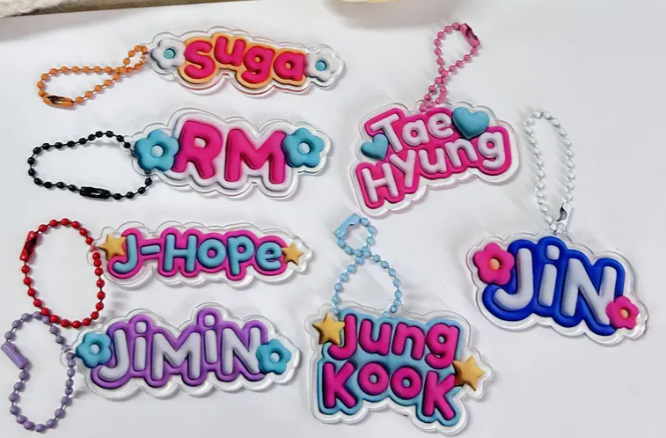 Suga
RM
J-Hope
JiMiN
Tae
HYung
JiN
Jung
KooK